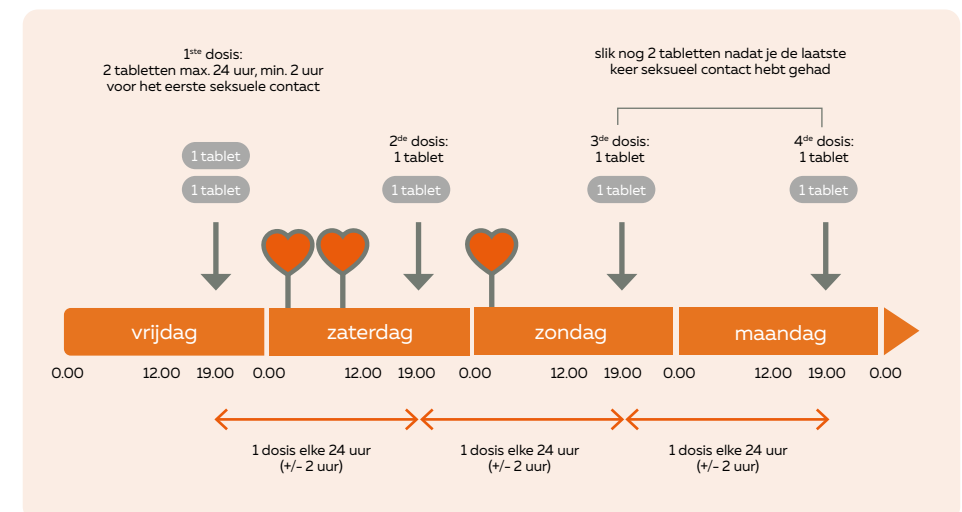 1ste dosis:
2 tabletten max. 24 uur, min. 2 uur
voor het eerste seksuele contact
slik nog 2 tabletten nadat je de laatste
keer seksueel contact hebt gehad
1 tablet
1 tablet
2de dosis:
1 tablet
1 tablet
3de dosis:
1 tablet
1 tablet
4de dosis:
1 tablet
1 tablet
vrijdag
zaterdag
zondag
maandag
0.00 12.00 19.00 0.00 12.00 19.00 0.00 12.00 19.00 0.00 12.00 19.00 0.00
1 dosis elke 24 uur
(+/- 2 uur)
1 dosis elke 24 uur
(+/- 2 uur)
1 dosis elke 24 uur
(+/- 2 uur)